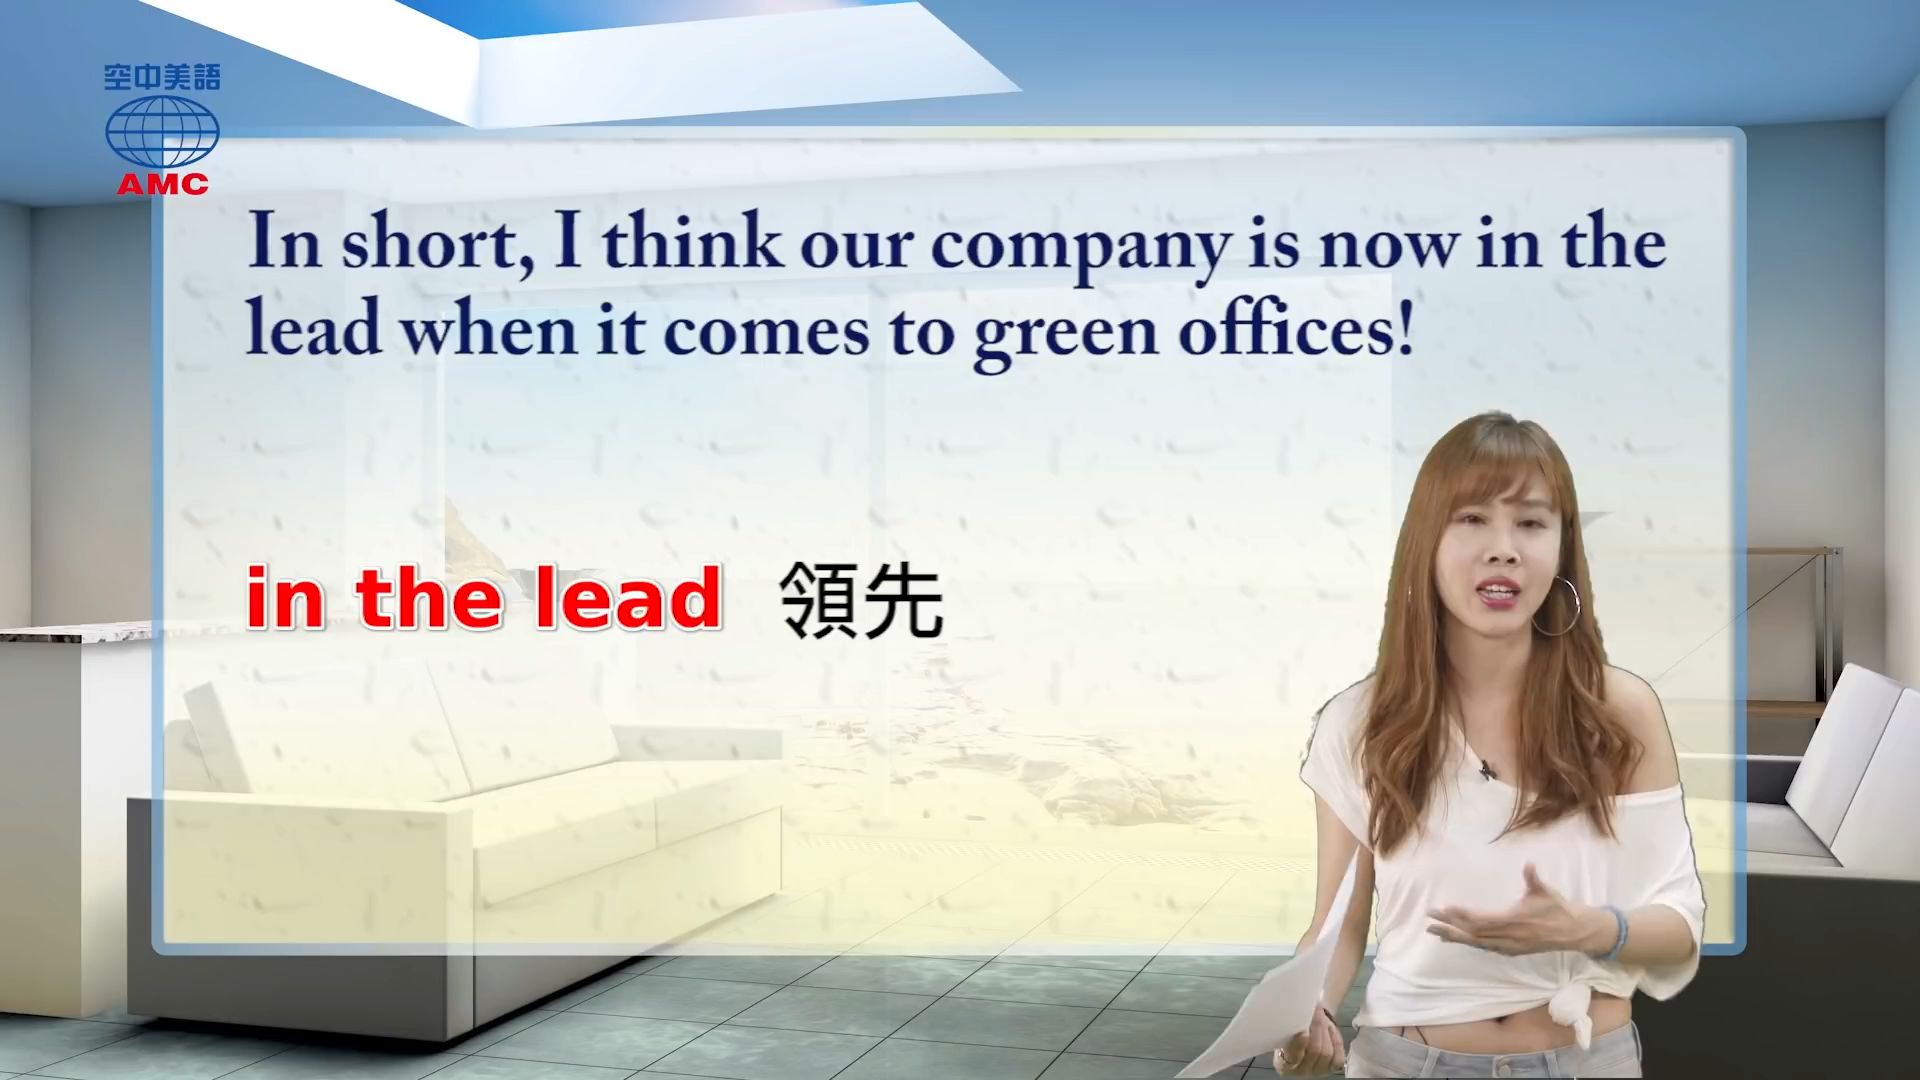 空中美語
AMC
In short, I think our company is now in the
lead when it comes to green offices!
in the lead 領先